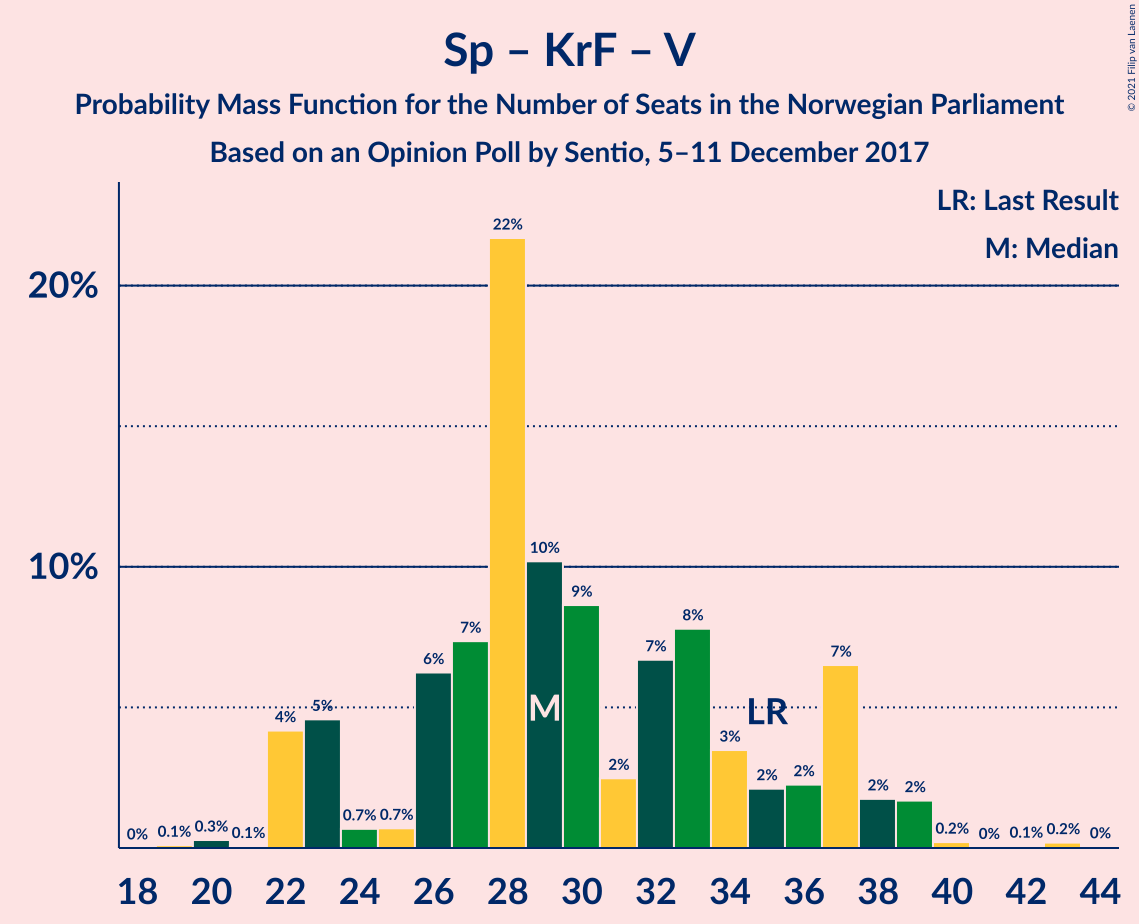 © 2021 Filip van Laenen
Sp – KrF – V
Probability Mass Function for the Number of Seats in the Norwegian Parliament
Based on an Opinion Poll by Sentio, 5–11 December 2017
LR: Last Result
M: Median
20%
10%
0% 0.1% 0.3% 0.1% 4% 5% 0.7% 0.7% 6% 7% 22% 10% 9% 2% 7% 8% 3% 2% 2% 7% 2% 2% 0.2% 0% 0.1% 0.2% 0%
M LR
18 20 22 24 26 28 30 32 34 36 38 40 42 44